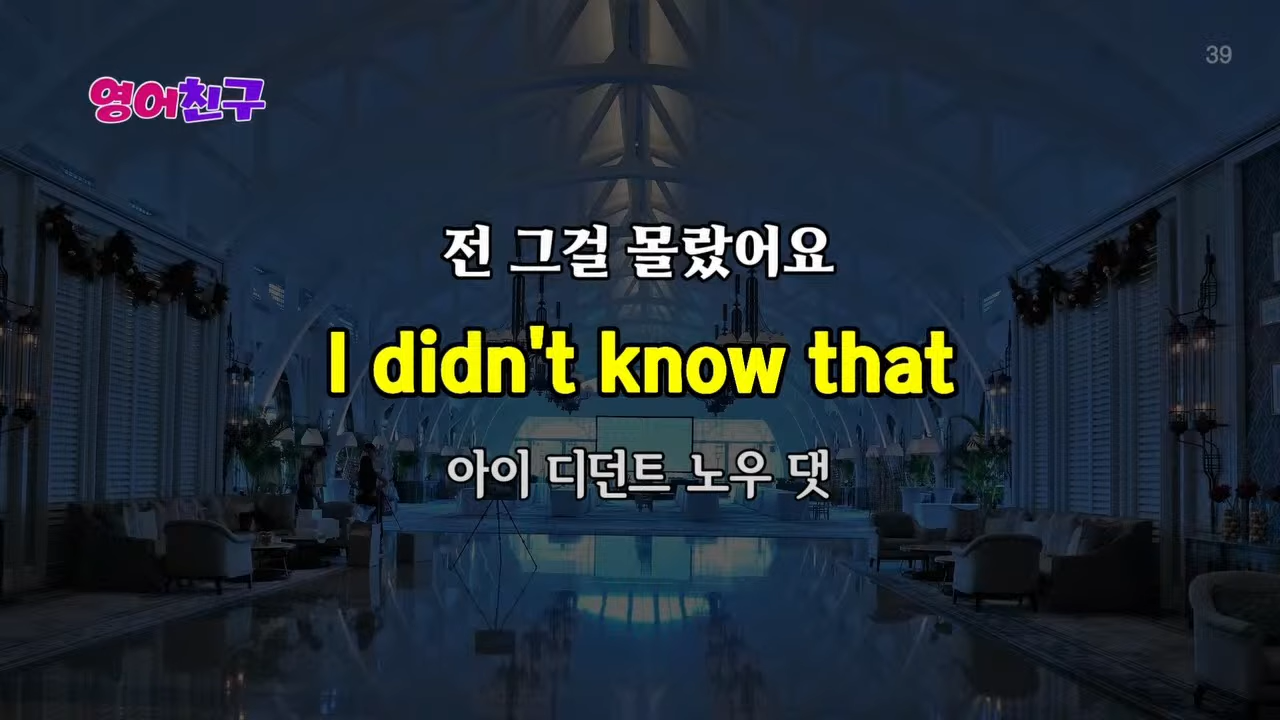 39
영어친구
전 그걸 몰랐어요
I didn't know that
아이 디던트 노우 댓